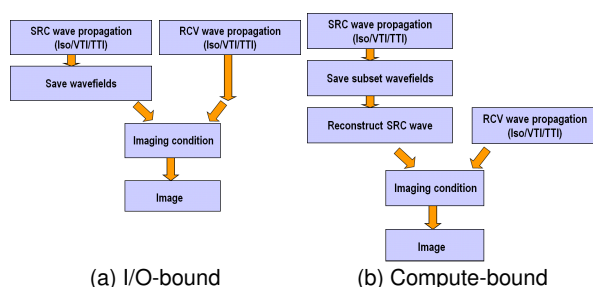 SRC wave propagation
(Iso/VTI/TTI)
Save wavefields
RCV wave propagation
(Iso/VTI/TTI)
Imaging condition
Image
(a) I/O-bound
SRC wave propagation
(Iso/VTI/TTI)
Save subset wavefields
Reconstruct SRC wave
RCV wave propagation
(Iso/VTI/TTI)
Imaging condition
Image
(b) Compute-bound